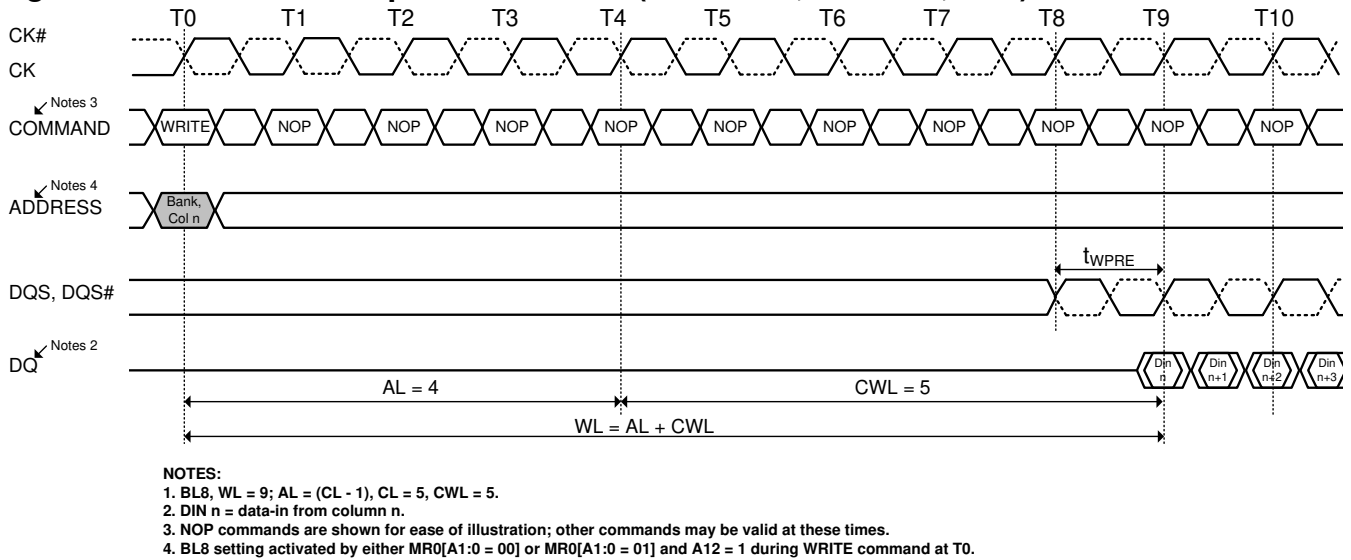 T0 T1 T2 T3 T4 T5 T6 T7 T8 T9 T10
CK#
CK
Notes 3
COMMAND
WRITE NOP NOP NOP NOP NOP NOP NOP NOP NOP NOP
Notes 4
ADDRESS
Bank,
Col n
tWPRE
DQS, DQS#
Notes 2
DQ
Din n
Din n+1
Din n+2
Din n+3
AL = 4
CWL = 5
WL = AL + CWL
NOTES:
1. BL8, WL = 9; AL = (CL - 1), CL = 5, CWL = 5.
2. DIN n = data-in from column n.
3. NOP commands are shown for ease of illustration; other commands may be valid at these times.
4. BL8 setting activated by either MR0[A1:0 = 00] or MR0[A1:0 = 01] and A12 = 1 during WRITE command at T0.